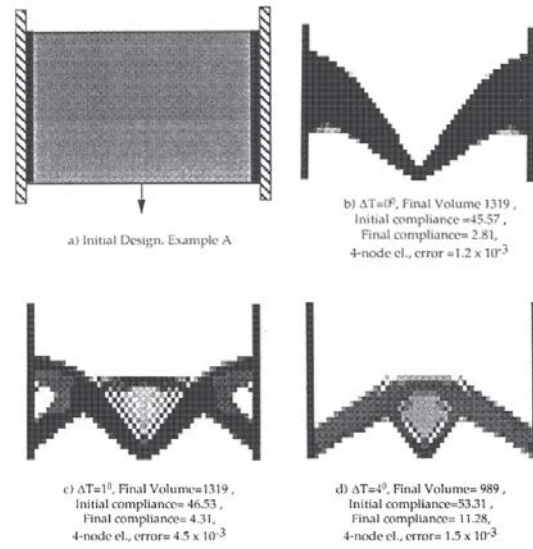 a) Initial Design. Example A
b) ΔT=0⁰, Final Volume 1319 ,
Initial compliance =45.57 ,
Final compliance= 2.81,
4-node el., error =1.2 x 10⁻³
c) ΔT=1⁰, Final Volume=1319 ,
Initial compliance= 46.53 ,
Final compliance= 4.31,
4-node el., error= 4.5 x 10⁻³
d) ΔT=4⁰, Final Volume= 989 ,
Initial compliance=53.31 ,
Final compliance= 11.28,
4-node el., error= 1.5 x 10⁻³